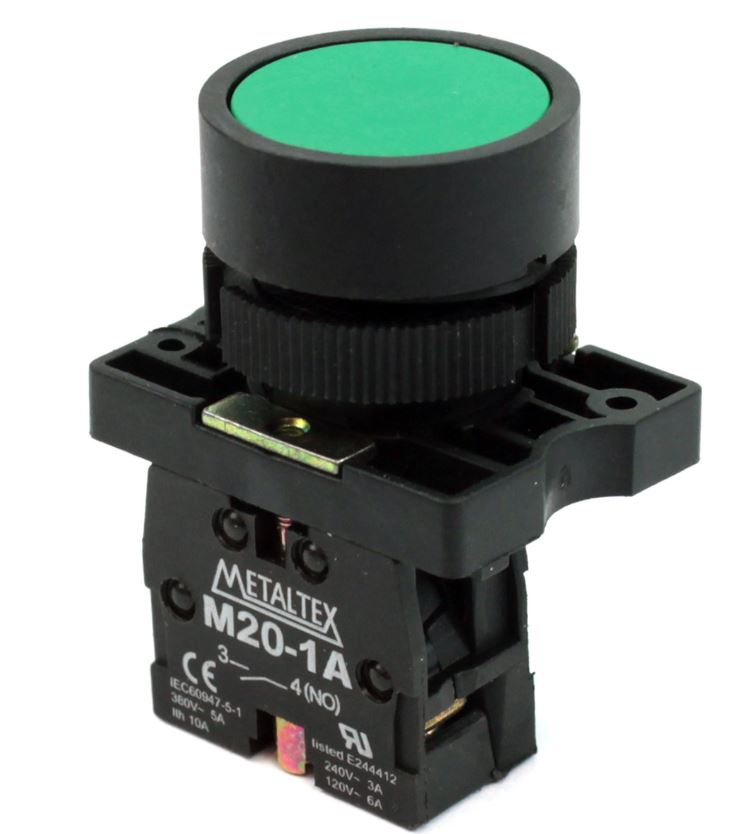 METALTEX
M20-1A
3
4(NO)
CE
IEC60947-5-1
380V~ 5A
Ith 10A
RU
listed E244412
240V~ 3A
120V~ 6A